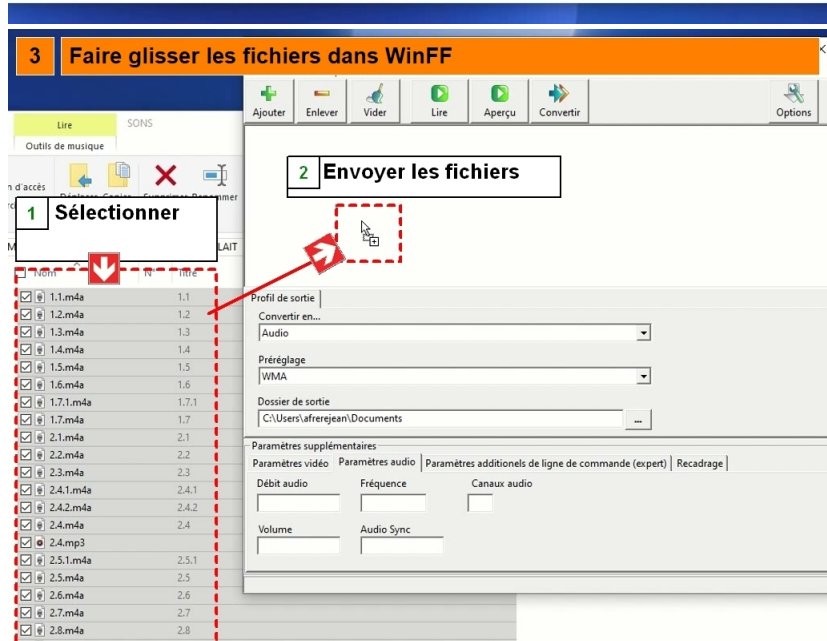 3 Faire glisser les fichiers dans WinFF
Ajouter Enlever Vider Lire Aperçu Convertir Options
Lire SONS
Outils de musique
2 Envoyer les fichiers
n d'accès
1 Sélectionner
LAIT
Nom N° Titre
1.1.m4a 1.1
1.2.m4a 1.2
1.3.m4a 1.3
1.4.m4a 1.4
1.5.m4a 1.5
1.6.m4a 1.6
1.7.1.m4a 1.7.1
1.7.m4a 1.7
2.1.m4a 2.1
2.2.m4a 2.2
2.3.m4a 2.3
2.4.1.m4a 2.4.1
2.4.2.m4a 2.4.2
2.4.m4a 2.4
2.4.mp3
2.5.1.m4a 2.5.1
2.5.m4a 2.5
2.6.m4a 2.6
2.7.m4a 2.7
2.8.m4a 2.8
Profil de sortie
Convertir en...
Audio
Préréglage
WMA
Dossier de sortie
C:\Users\afrerejean\Documents ...
Paramètres supplémentaires
Paramètres vidéo Paramètres audio Paramètres additionels de ligne de commande (expert) Recadrage
Débit audio Fréquence Canaux audio
Volume Audio Sync